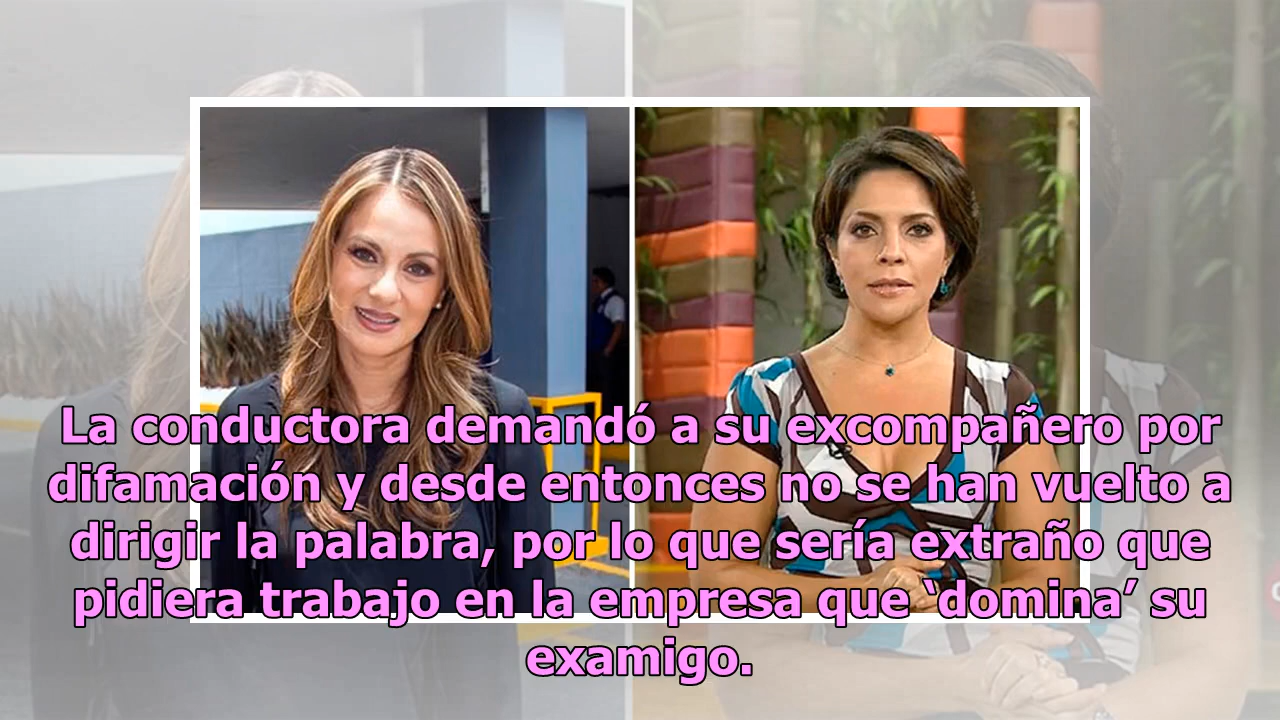 La conductora demandó a su excompañero por
difamación y desde entonces no se han vuelto a
dirigir la palabra, por lo que sería extraño que
pidiera trabajo en la empresa que ‘domina’ su
examigo.